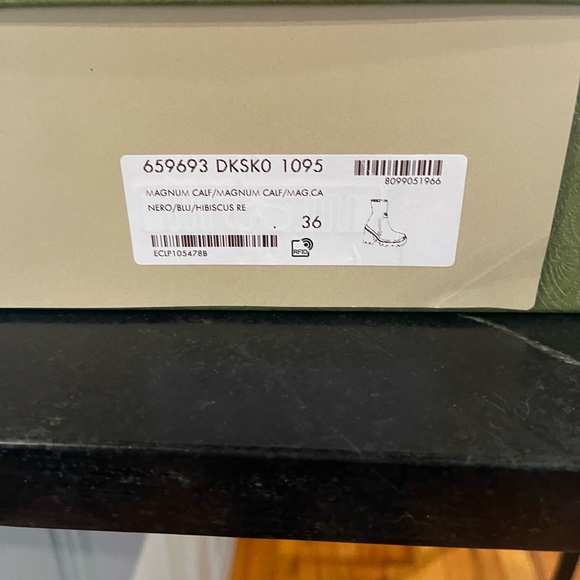 659693 DKSK0 1095
8099051966
MAGNUM CALF/MAGNUM CALF/MAG.CA
NERO/BLU/HIBISCUS RE
. 36
ECLP105478B
RFID